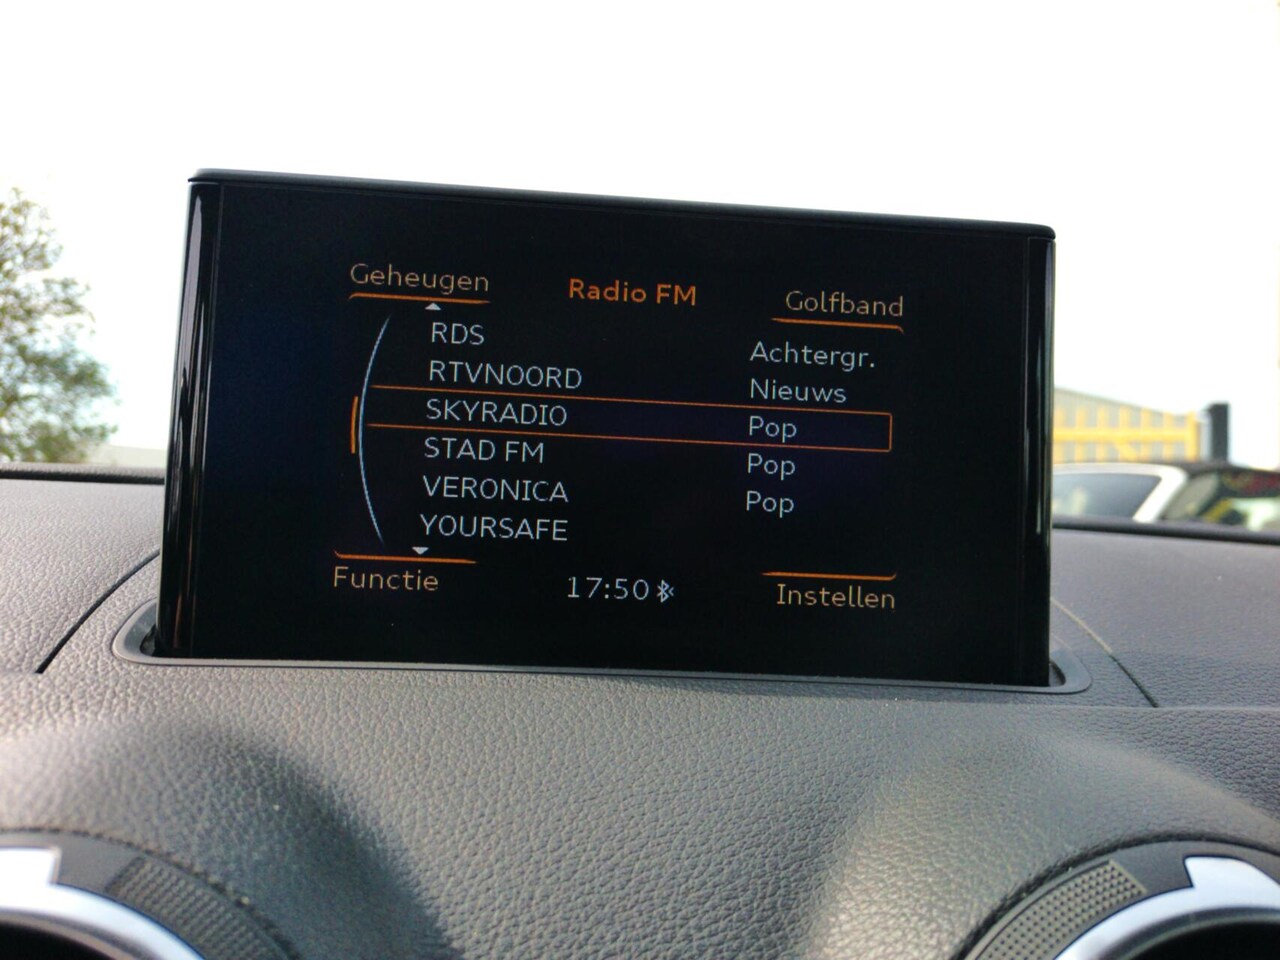 Geheugen Radio FM Golfband
RDS Achtergr.
RTVNOORD Nieuws
SKYRADIO Pop
STAD FM Pop
VERONICA Pop
YOURSAFE
Functie 17:50 Instellen